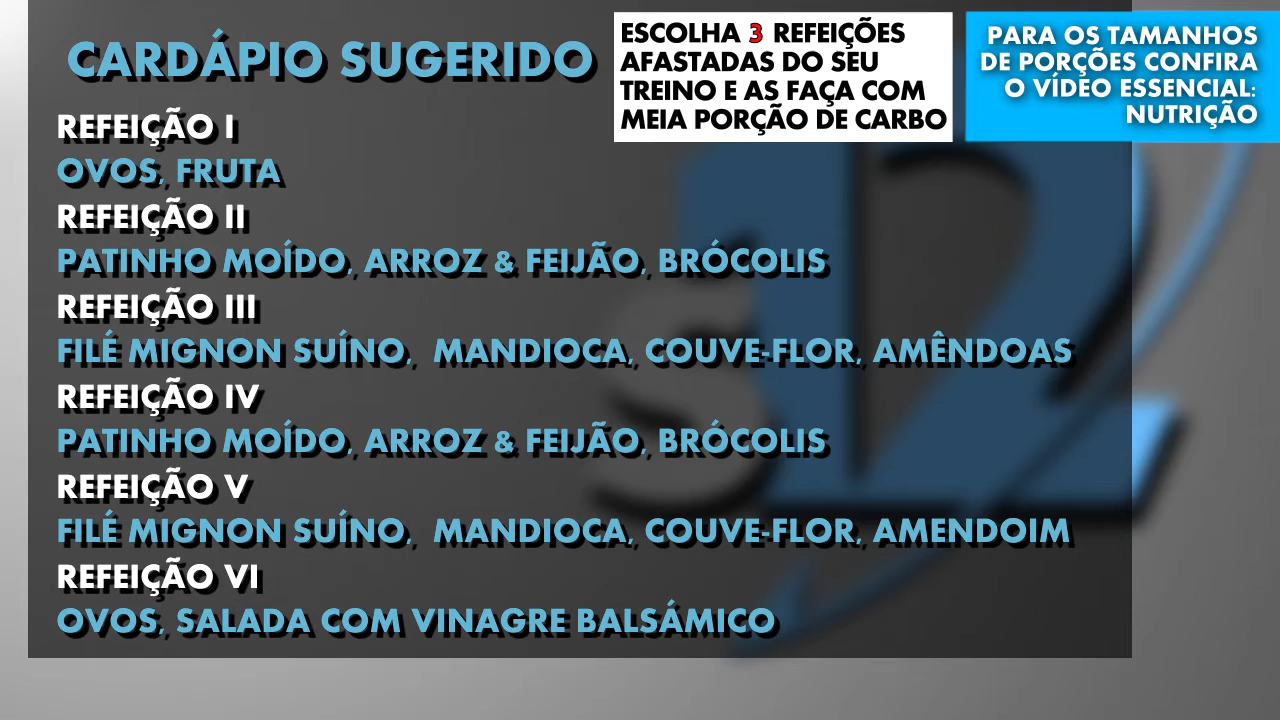 CARDÁPIO SUGERIDO
ESCOLHA 3 REFEIÇÕES
AFASTADAS DO SEU
TREINO E AS FAÇA COM
MEIA PORÇÃO DE CARBO
PARA OS TAMANHOS
DE PORÇÕES CONFIRA
O VÍDEO ESSENCIAL:
NUTRIÇÃO
REFEIÇÃO I
OVOS, FRUTA
REFEIÇÃO II
PATINHO MOÍDO, ARROZ & FEIJÃO, BRÓCOLIS
REFEIÇÃO III
FILÉ MIGNON SUÍNO, MANDIOCA, COUVE-FLOR, AMÊNDOAS
REFEIÇÃO IV
PATINHO MOÍDO, ARROZ & FEIJÃO, BRÓCOLIS
REFEIÇÃO V
FILÉ MIGNON SUÍNO, MANDIOCA, COUVE-FLOR, AMENDOIM
REFEIÇÃO VI
OVOS, SALADA COM VINAGRE BALSÁMICO